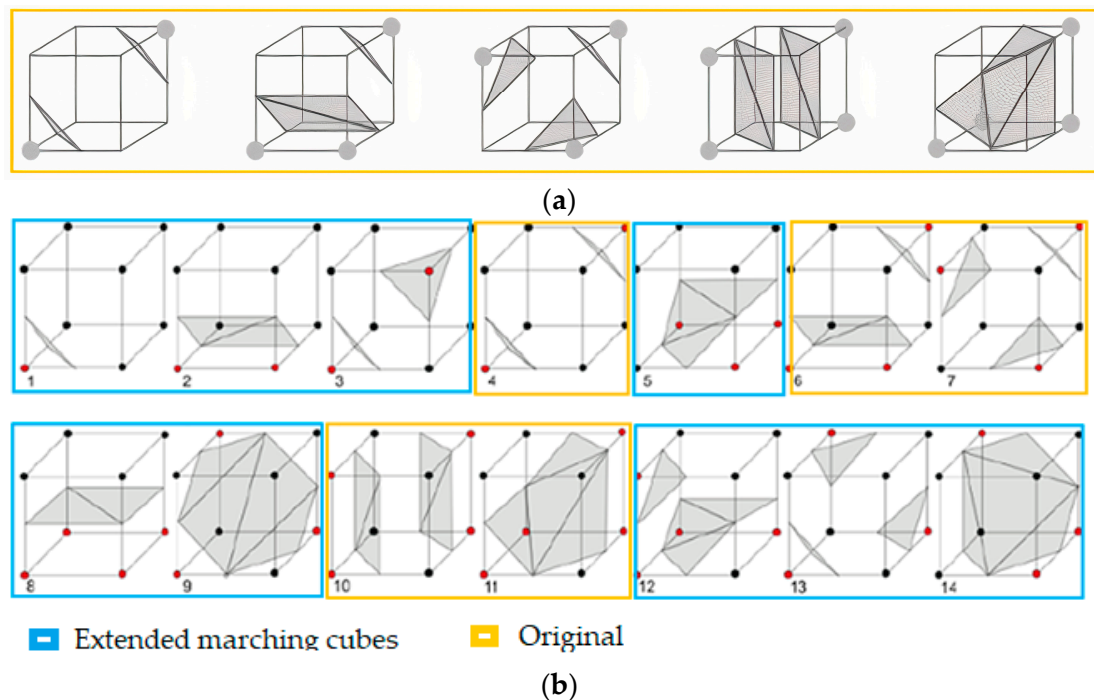 (a)
1 2 3 4 5 6 7
8 9 10 11 12 13 14
Extended marching cubes Original
(b)